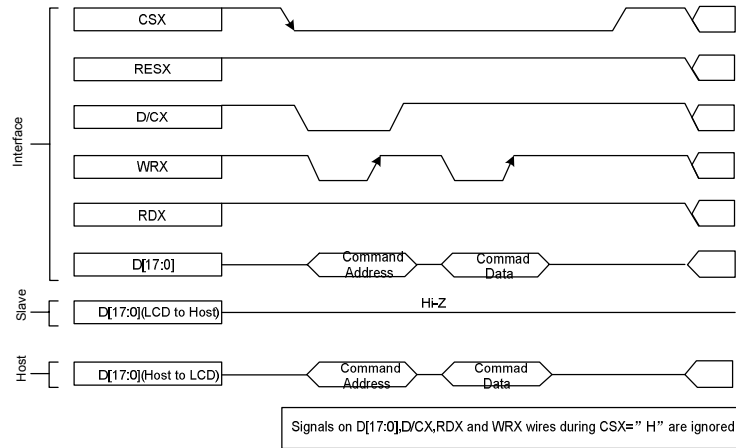 CSX
RESX
D/CX
WRX
RDX
Interface
D[17:0]
Command
Address
Commad
Data
Slave
D[17:0](LCD to Host)
Hi-Z
Host
D[17:0](Host to LCD)
Command
Address
Commad
Data
Signals on D[17:0],D/CX,RDX and WRX wires during CSX=" H" are ignored